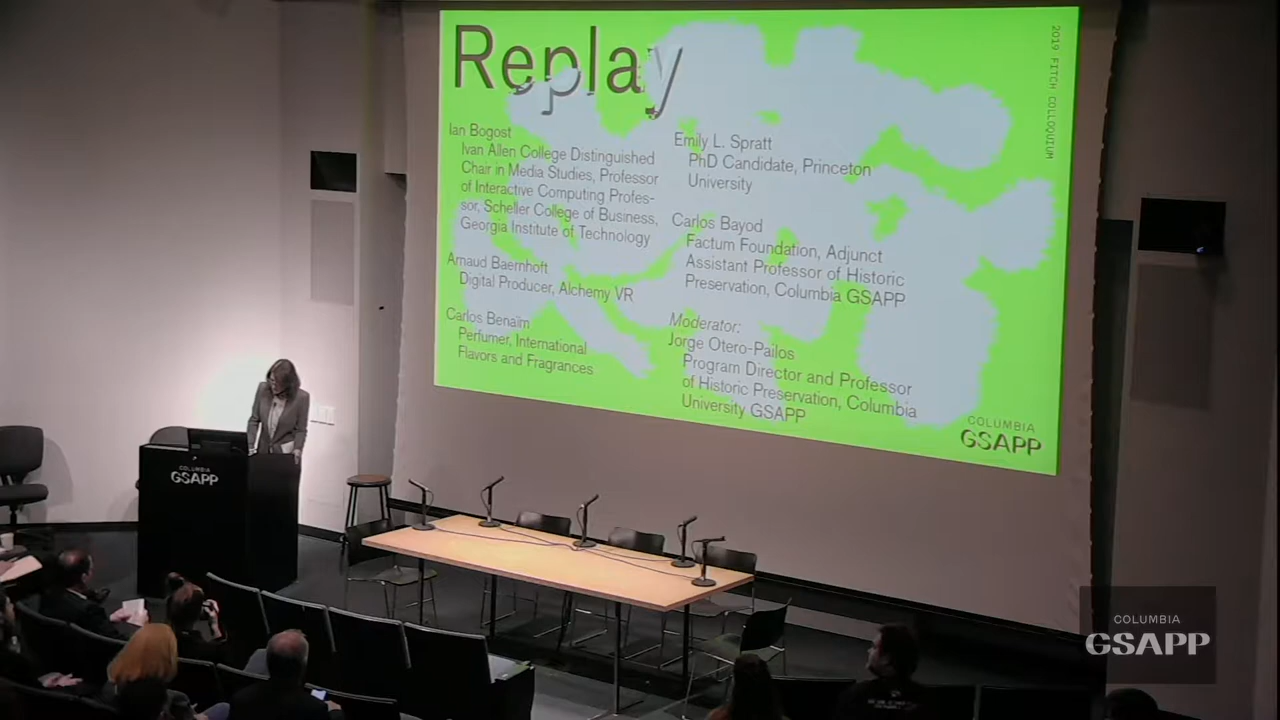 Replay
2019 FITCH COLLOQUIUM
Ian Bogost
Ivan Allen College Distinguished
Chair in Media Studies, Professor
of Interactive Computing Profes-
sor, Scheller College of Business,
Georgia Institute of Technology
Arnaud Baernhoft
Digital Producer, Alchemy VR
Carlos Benaim
Perfumer, International
Flavors and Fragrances
Emily L. Spratt
PhD Candidate, Princeton
University
Carlos Bayod
Factum Foundation, Adjunct
Assistant Professor of Historic
Preservation, Columbia GSAPP
Moderator:
Jorge Otero-Pailos
Program Director and Professor
of Historic Preservation, Columbia
University GSAPP
COLUMBIA
GSAPP
COLUMBIA
GSAPP
COLUMBIA
GSAPP